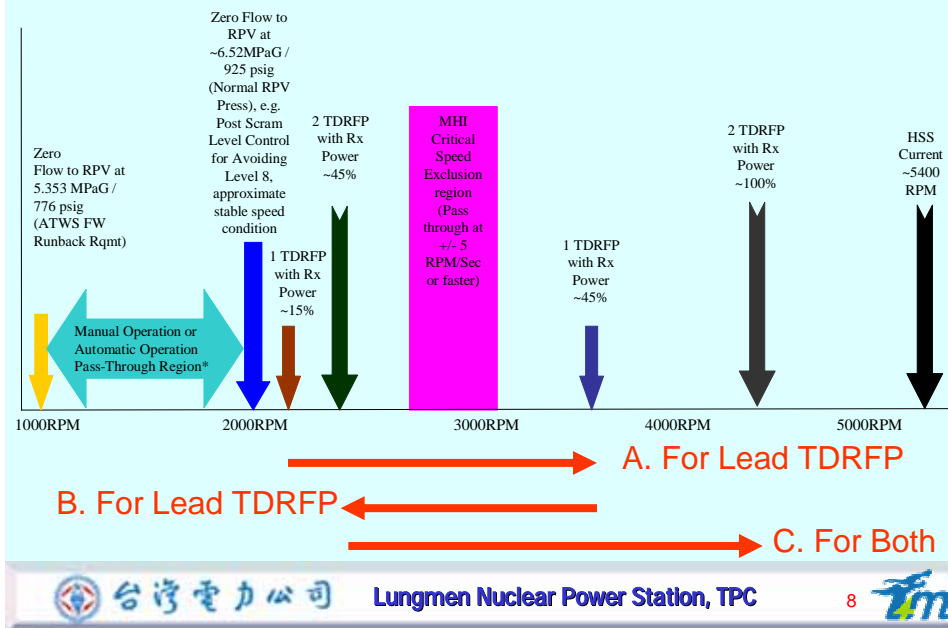 Zero
Flow to RPV at
5.353 MPaG /
776 psig
(ATWS FW
Runback Rqmt)
Zero Flow to
RPV at
~6.52MPaG /
925 psig
(Normal RPV
Press), e.g.
Post Scram
Level Control
for Avoiding
Level 8,
approximate
stable speed
condition
1 TDRFP
with Rx
Power
~15%
2 TDRFP
with Rx
Power
~45%
MHI
Critical
Speed
Exclusion
region
(Pass
through at
+/- 5
RPM/Sec
or faster)
1 TDRFP
with Rx
Power
~45%
2 TDRFP
with Rx
Power
~100%
HSS
Current
~5400
RPM
Manual Operation or
Automatic Operation
Pass-Through Region*
1000RPM
2000RPM
3000RPM
4000RPM
5000RPM
A. For Lead TDRFP
B. For Lead TDRFP
C. For Both
台灣電力公司
Lungmen Nuclear Power Station, TPC
8